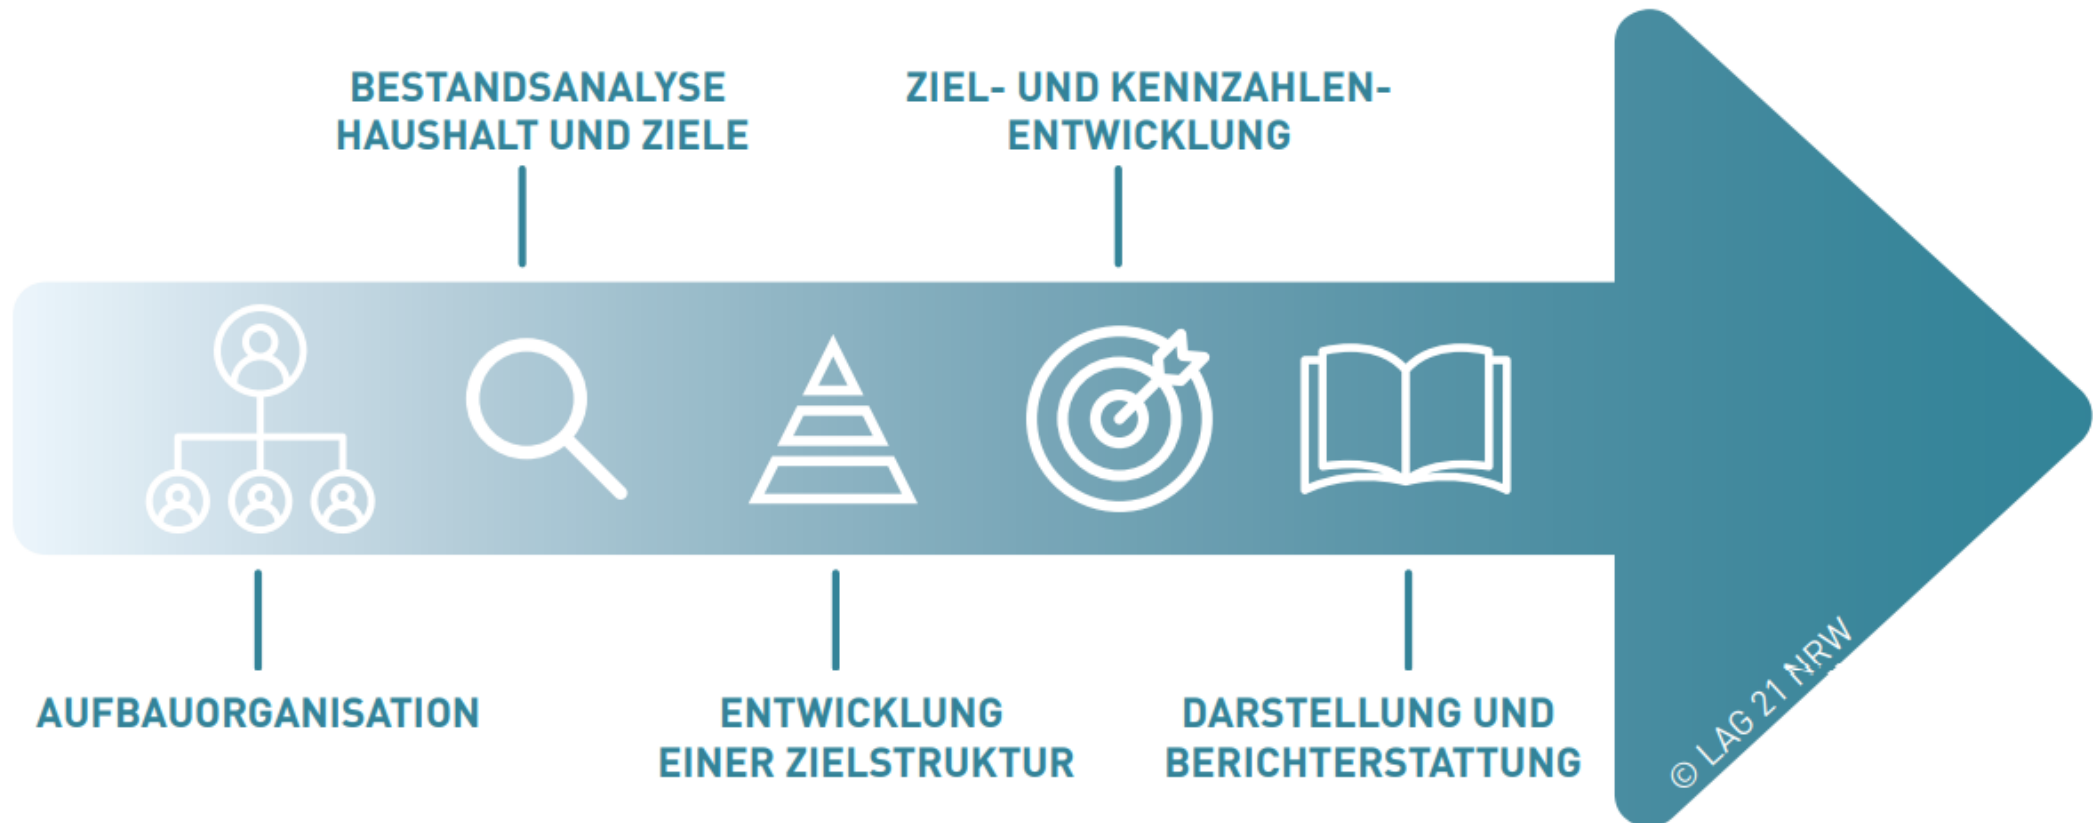 BESTANDSANALYSE
HAUSHALT UND ZIELE
ZIEL- UND KENNZAHLEN-
ENTWICKLUNG
AUFBAUORGANISATION
ENTWICKLUNG
EINER ZIELSTRUKTUR
DARSTELLUNG UND
BERICHTERSTATTUNG
© LAG 21 NRW